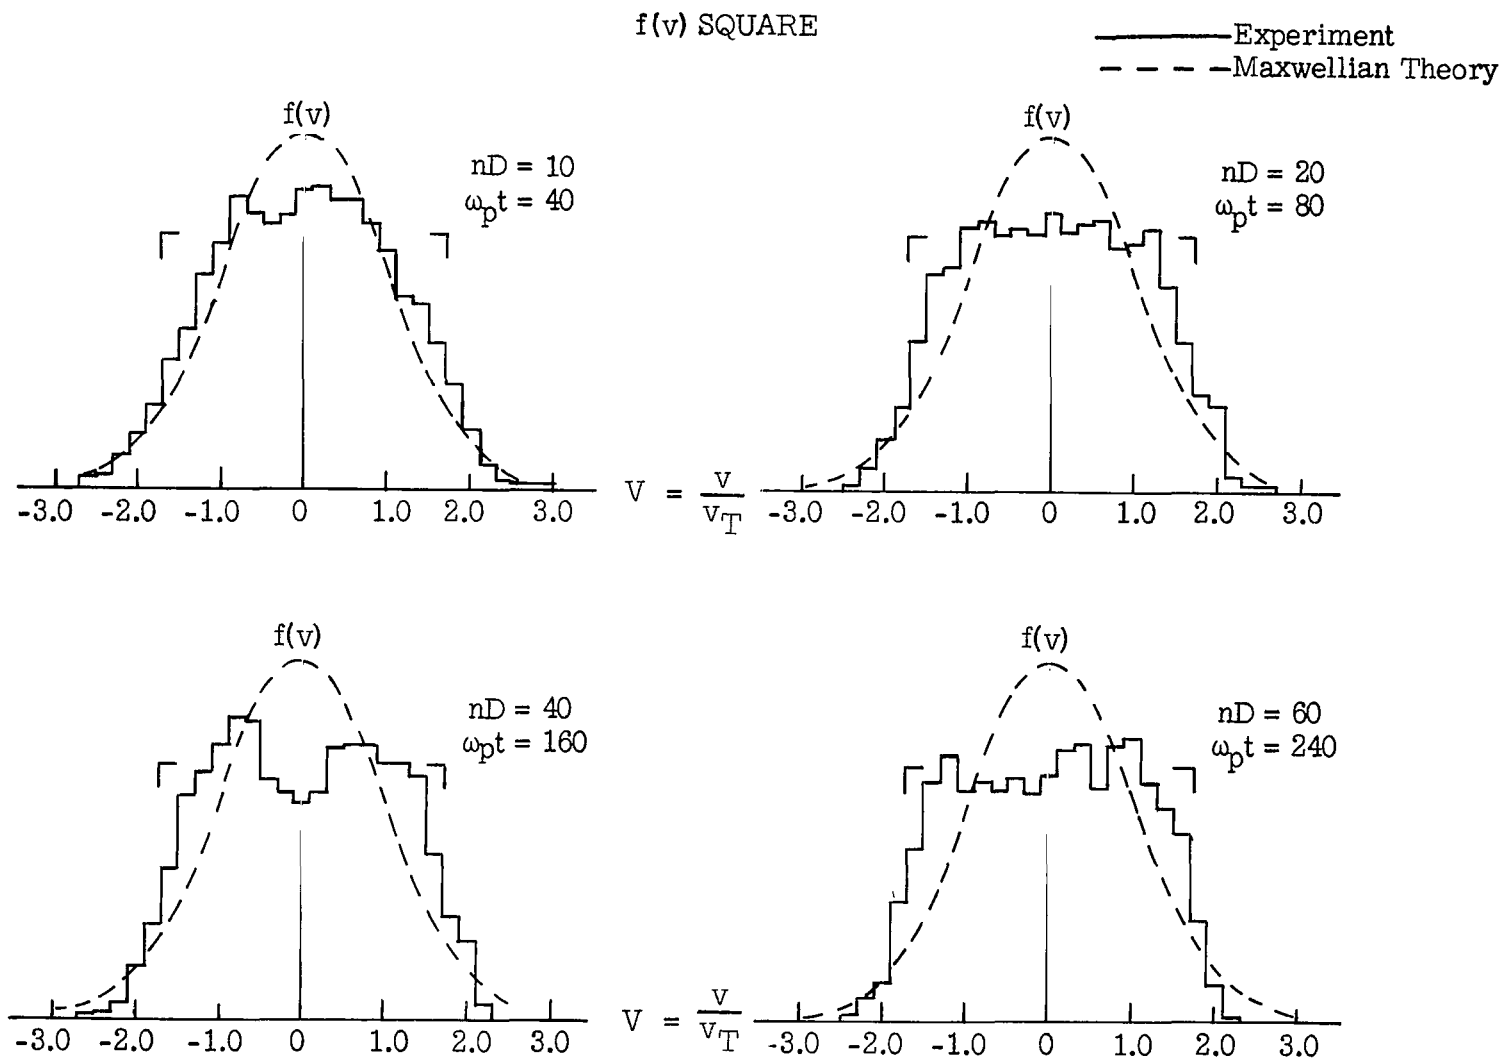 f(v) SQUARE
Experiment
Maxwellian Theory
f(v)
nD = 10
ωpt = 40
-3.0 -2.0 -1.0 0 1.0 2.0 3.0
f(v)
nD = 20
ωpt = 80
-3.0 -2.0 -1.0 0 1.0 2.0 3.0
V = v/vT
f(v)
nD = 40
ωpt = 160
-3.0 -2.0 -1.0 0 1.0 2.0 3.0
f(v)
nD = 60
ωpt = 240
-3.0 -2.0 -1.0 0 1.0 2.0 3.0
V = v/vT